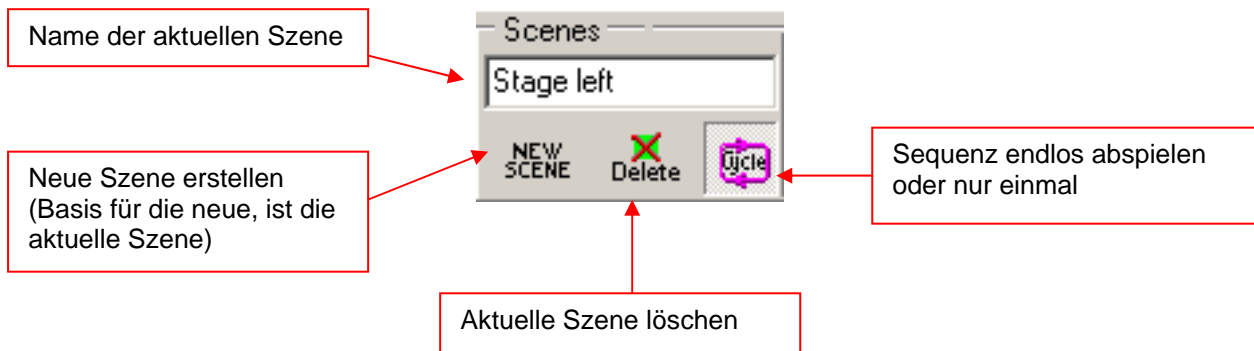 Name der aktuellen Szene
Scenes
Stage left
NEW
SCENE
Delete
Cycle
Neue Szene erstellen
(Basis für die neue, ist die
aktuelle Szene)
Sequenz endlos abspielen
oder nur einmal
Aktuelle Szene löschen